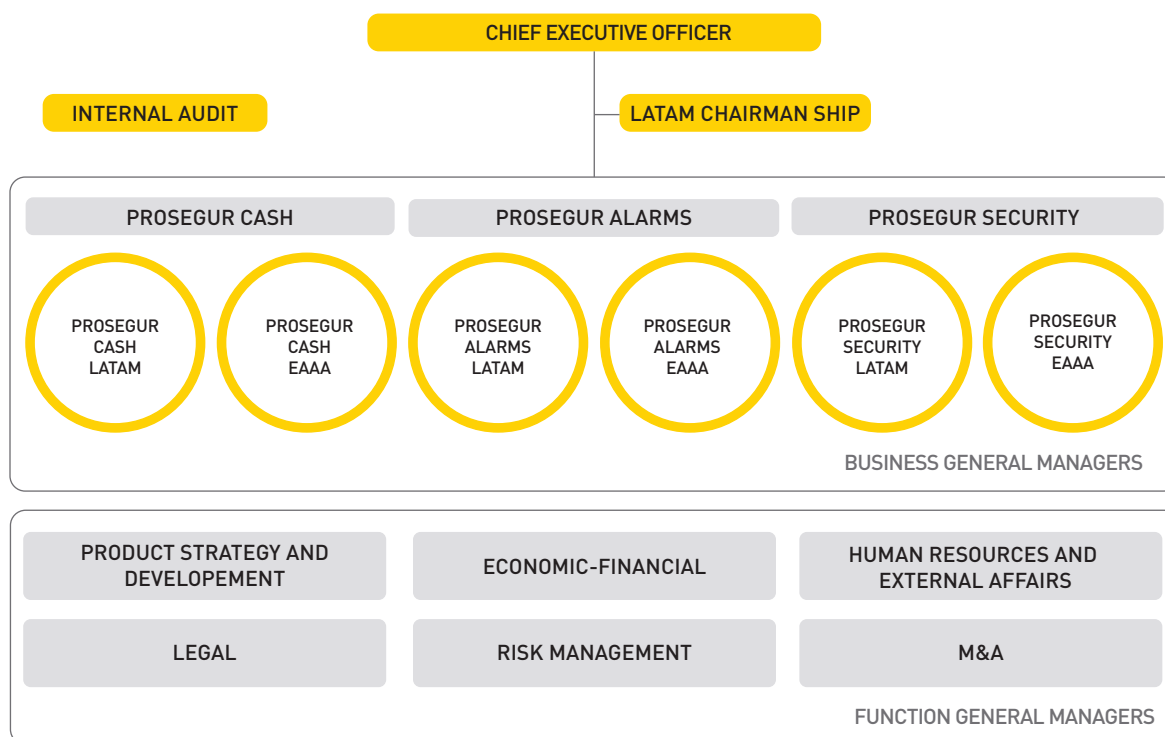 CHIEF EXECUTIVE OFFICER
INTERNAL AUDIT
LATAM CHAIRMAN SHIP
PROSEGUR CASH
PROSEGUR ALARMS
PROSEGUR SECURITY
PROSEGUR
CASH
LATAM
PROSEGUR
CASH
EAAA
PROSEGUR
ALARMS
LATAM
PROSEGUR
ALARMS
EAAA
PROSEGUR
SECURITY
LATAM
PROSEGUR
SECURITY
EAAA
BUSINESS GENERAL MANAGERS
PRODUCT STRATEGY AND
DEVELOPEMENT
ECONOMIC-FINANCIAL
HUMAN RESOURCES AND
EXTERNAL AFFAIRS
LEGAL
RISK MANAGEMENT
M&A
FUNCTION GENERAL MANAGERS